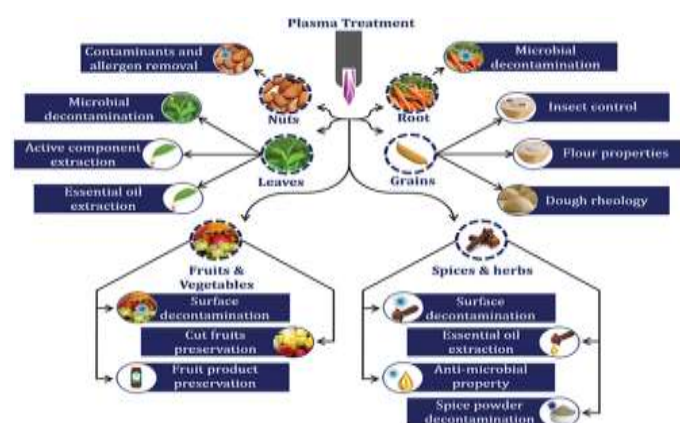 Plasma Treatment
Contaminants and
allergen removal
Nuts
Microbial
decontamination
Root
Microbial
decontamination
Active component
extraction
Essential oil
extraction
Leaves
Insect control
Flour properties
Dough rheology
Grains
Fruits &
Vegetables
Surface
decontamination
Cut fruits
preservation
Fruit product
preservation
Spices & herbs
Surface
decontamination
Essential oil
extraction
Anti-microbial
property
Spice powder
decontamination